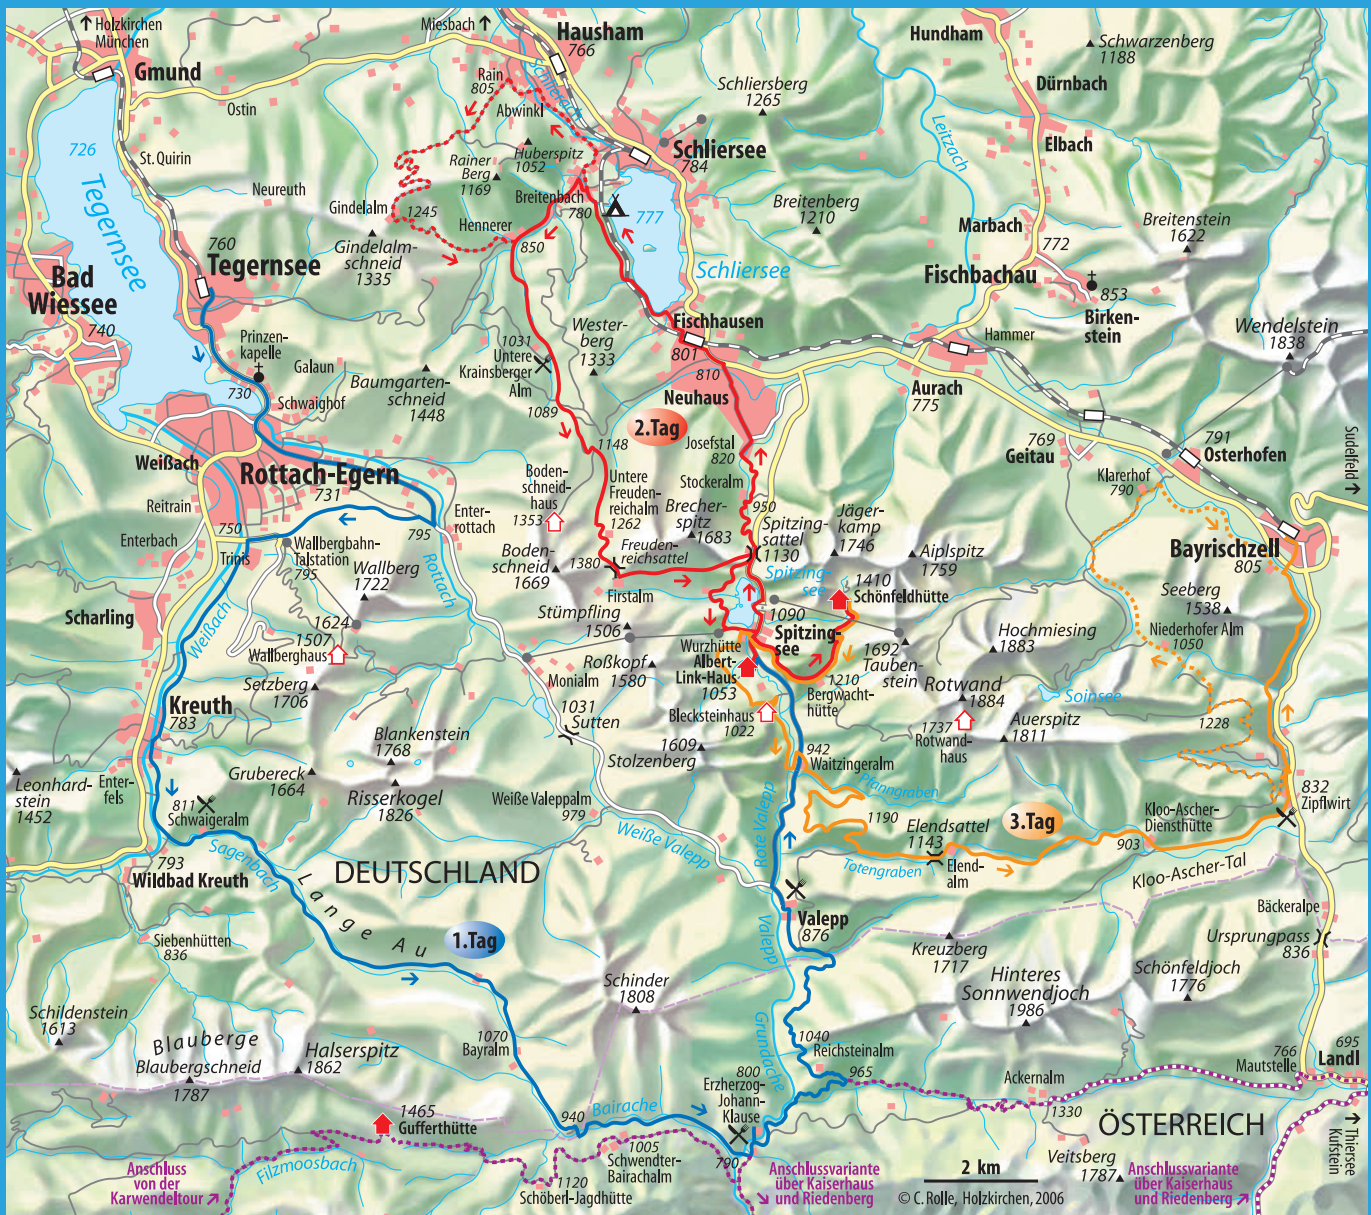 ↑ Holzkirchen
München
Gmund
Ostin
726
Tegernsee
St. Quirin
Neureuth
760
Tegernsee
Bad
Wiessee
740
Prinzen-
kapelle
730
Galaun
Schwaighof
Baumgarten-
schneid
1448
Miesbach ↑
Hausham
766
Rain
805
Schlierach
Abwinkl
Huberspitz
1052
Rainer
Berg
1169
Gindelalm
1245
Hennerer
Breitenbach
780
850
Gindelalm-
schneid
1335
Schliersberg
1265
Schliersee
784
777
Schliersee
Breitenberg
1210
Hundham
Schwarzenberg
1188
Dürnbach
Elbach
Leitzach
Marbach
772
Breitenstein
1622
Fischbachau
853
Birken-
stein
Hammer
Wendelstein
1838
Fischhausen
801
810
Neuhaus
Wester-
berg
1333
1031
Untere
Krainsberger
Alm
1089
2.Tag
1148
Josefstal
820
Stockeralm
950
Aurach
775
769
Geitau
791
Osterhofen
Klarerhof
790
Sudelfeld →
Bayrischzell
805
Weißach
Rottach-Egern
731
Reitrain
750
Trinis
Enterbach
795
Enter-
rottach
Rottach
Wallbergbahn-
Talstation
795
Wallberg
1722
1624
1507
Wallberghaus
Scharling
Weißach
Setzberg
1706
Kreuth
783
Boden-
schneid-
haus
1353
Boden-
schneid
1669
Untere
Freuden-
reichalm
1262
Brecher-
spitz
1683
Freuden-
reichsattel
1380
Firstalm
Stümpfling
1506
Spitzing-
sattel
1130
Jäger-
kamp
1746
Aiplspitz
1759
Spitzing-
see
1410
Schönfeldhütte
1090
Spitzing-
see
Wurzhütte
Albert-
Link-Haus
1053
1692
Tauben-
stein
1210
Bergwacht-
hütte
Roßkopf
1580
Monialm
Hochmiesing
1883
Rotwand
1884
1737
Rotwand-
haus
Auerspitz
1811
Soinsee
Seeberg
1538
Niederhofer Alm
1050
1228
Blecksteinhaus
1022
1031
Sutten
1609
Stolzenberg
942
Waitzingeralm
Pfanngraben
1190
Blankenstein
1768
Grubereck
1664
Risserkogel
1826
Leonhard-
stein
1452
Enter-
fels
811
Schwaigeralm
Weiße Valeppalm
979
Weiße Valepp
Rote Valepp
Elendsattel
1143
3.Tag
Totengraben
Elend-
alm
903
Kloo-Ascher-
Diensthütte
832
Zipflwirt
Kloo-Ascher-Tal
793
Wildbad Kreuth
Sagenbach
DEUTSCHLAND
Lange Au
1.Tag
Siebenhütten
836
Valepp
876
Valepp
Bäckeralpe
Ursprungpass
836
Kreuzberg
1717
Hinteres
Sonnwendjoch
1986
Schönfeldjoch
1776
Schinder
1808
Schildenstein
1613
Blauberge
Blaubergschneid
1787
Halserspitz
1862
1070
Bayralm
Grundache
1040
Reichsteinalm
965
800
Erzherzog-
Johann-
Klause
790
Bairache
940
1465
Gufferthütte
1005
Schwendter-
Bairachalm
1120
Schöberl-Jagdhütte
Filzmoosbach
Ackernalm
1330
766
Mautstelle
695
Landl
ÖSTERREICH
Veitsberg
1787
→ Thiersee
Kufstein
Anschluss
von der
Karwendeltour ↗
Anschlussvariante
über Kaiserhaus
↘ und Riedenberg
2 km
© C. Rolle, Holzkirchen, 2006
Anschlussvariante
über Kaiserhaus
und Riedenberg ↗